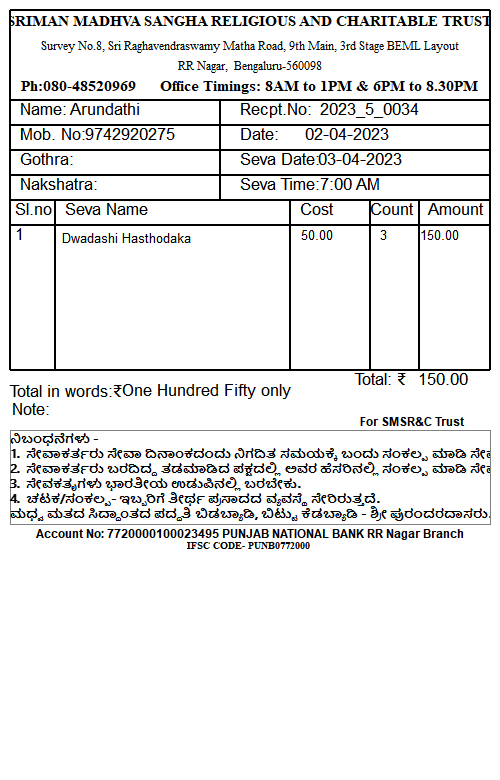 SRIMAN MADHVA SANGHA RELIGIOUS AND CHARITABLE TRUST
Survey No.8, Sri Raghavendraswamy Matha Road, 9th Main, 3rd Stage BEML Layout
RR Nagar, Bengaluru-560098
Ph:080-48520969 Office Timings: 8AM to 1PM & 6PM to 8.30PM
Name: Arundathi Recpt.No: 2023_5_0034
Mob. No:9742920275 Date: 02-04-2023
Gothra: Seva Date:03-04-2023
Nakshatra: Seva Time:7:00 AM
Sl.no Seva Name Cost Count Amount
1 Dwadashi Hasthodaka 50.00 3 150.00
Total: ₹ 150.00
Total in words:₹One Hundred Fifty only
Note:
For SMSR&C Trust
ನಿಬಂಧನೆಗಳು -
1. ಸೇವಾಕರ್ತರು ಸೇವಾ ದಿನಾಂಕದಂದು ನಿಗದಿತ ಸಮಯಕ್ಕೆ ಬಂದು ಸಂಕಲ್ಪ ಮಾಡಿ
2. ಸೇವಾಕರ್ತರು ಬರದಿದ್ದ ತಡಮಾಡಿದ ಪಕ್ಷದಲ್ಲಿ ಅವರ ಹೆಸರಿನಲ್ಲಿ ಸಂಕಲ್ಪ ಮಾಡಿ
3. ಸೇವಕತೃಗಳು ಭಾರತೀಯ ಉಡುಪಿನಲ್ಲಿ ಬರಬೇಕು.
4. ಚಟಕ/ಸಂಕಲ್ಪ- ಇಬ್ಬರಿಗೆ ತೀರ್ಥ ಪ್ರಸಾದದ ವ್ಯವಸ್ಥೆ ಸೇರಿರುತ್ತದೆ.
ಮಧ್ವ ಮತದ ಸಿದ್ಧಾಂತದ ಪದ್ಧತಿ ಬಿಡಬ್ಯಾಡಿ, ಬಿಟ್ಟು ಕೆಡಬ್ಯಾಡಿ - ಶ್ರೀ ಪುರಂದರದಾಸರು.
Account No: 7720000100023495 PUNJAB NATIONAL BANK RR Nagar Branch
IFSC CODE- PUNB0772000